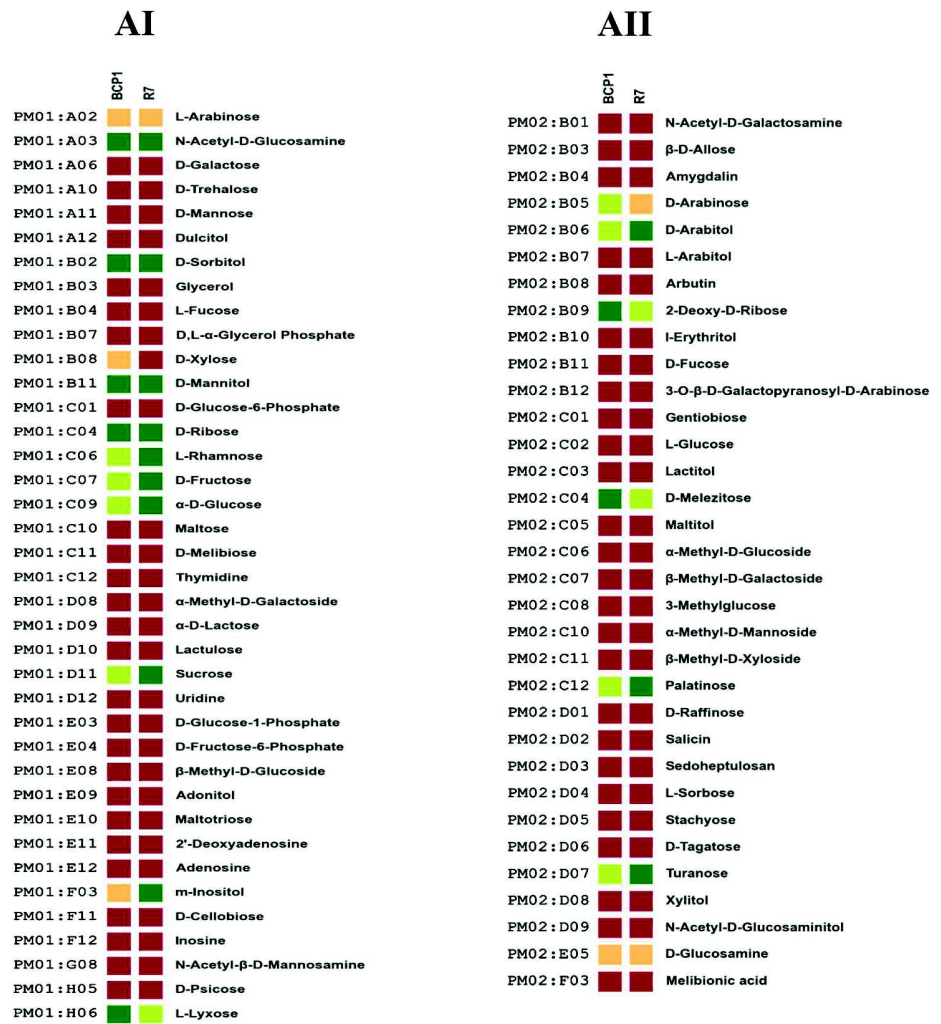 AI
BCP1 R7
PM01:A02 L-Arabinose
PM01:A03 N-Acetyl-D-Glucosamine
PM01:A06 D-Galactose
PM01:A10 D-Trehalose
PM01:A11 D-Mannose
PM01:A12 Dulcitol
PM01:B02 D-Sorbitol
PM01:B03 Glycerol
PM01:B04 L-Fucose
PM01:B07 D,L-α-Glycerol Phosphate
PM01:B08 D-Xylose
PM01:B11 D-Mannitol
PM01:C01 D-Glucose-6-Phosphate
PM01:C04 D-Ribose
PM01:C06 L-Rhamnose
PM01:C07 D-Fructose
PM01:C09 α-D-Glucose
PM01:C10 Maltose
PM01:C11 D-Melibiose
PM01:C12 Thymidine
PM01:D08 α-Methyl-D-Galactoside
PM01:D09 α-D-Lactose
PM01:D10 Lactulose
PM01:D11 Sucrose
PM01:D12 Uridine
PM01:E03 D-Glucose-1-Phosphate
PM01:E04 D-Fructose-6-Phosphate
PM01:E08 β-Methyl-D-Glucoside
PM01:E09 Adonitol
PM01:E10 Maltotriose
PM01:E11 2'-Deoxyadenosine
PM01:E12 Adenosine
PM01:F03 m-Inositol
PM01:F11 D-Cellobiose
PM01:F12 Inosine
PM01:G08 N-Acetyl-β-D-Mannosamine
PM01:H05 D-Psicose
PM01:H06 L-Lyxose
AII
BCP1 R7
PM02:B01 N-Acetyl-D-Galactosamine
PM02:B03 β-D-Allose
PM02:B04 Amygdalin
PM02:B05 D-Arabinose
PM02:B06 D-Arabitol
PM02:B07 L-Arabitol
PM02:B08 Arbutin
PM02:B09 2-Deoxy-D-Ribose
PM02:B10 I-Erythritol
PM02:B11 D-Fucose
PM02:B12 3-O-β-D-Galactopyranosyl-D-Arabinose
PM02:C01 Gentiobiose
PM02:C02 L-Glucose
PM02:C03 Lactitol
PM02:C04 D-Melezitose
PM02:C05 Maltitol
PM02:C06 α-Methyl-D-Glucoside
PM02:C07 β-Methyl-D-Galactoside
PM02:C08 3-Methylglucose
PM02:C10 α-Methyl-D-Mannoside
PM02:C11 β-Methyl-D-Xyloside
PM02:C12 Palatinose
PM02:D01 D-Raffinose
PM02:D02 Salicin
PM02:D03 Sedoheptulosan
PM02:D04 L-Sorbose
PM02:D05 Stachyose
PM02:D06 D-Tagatose
PM02:D07 Turanose
PM02:D08 Xylitol
PM02:D09 N-Acetyl-D-Glucosaminitol
PM02:E05 D-Glucosamine
PM02:F03 Melibionic acid